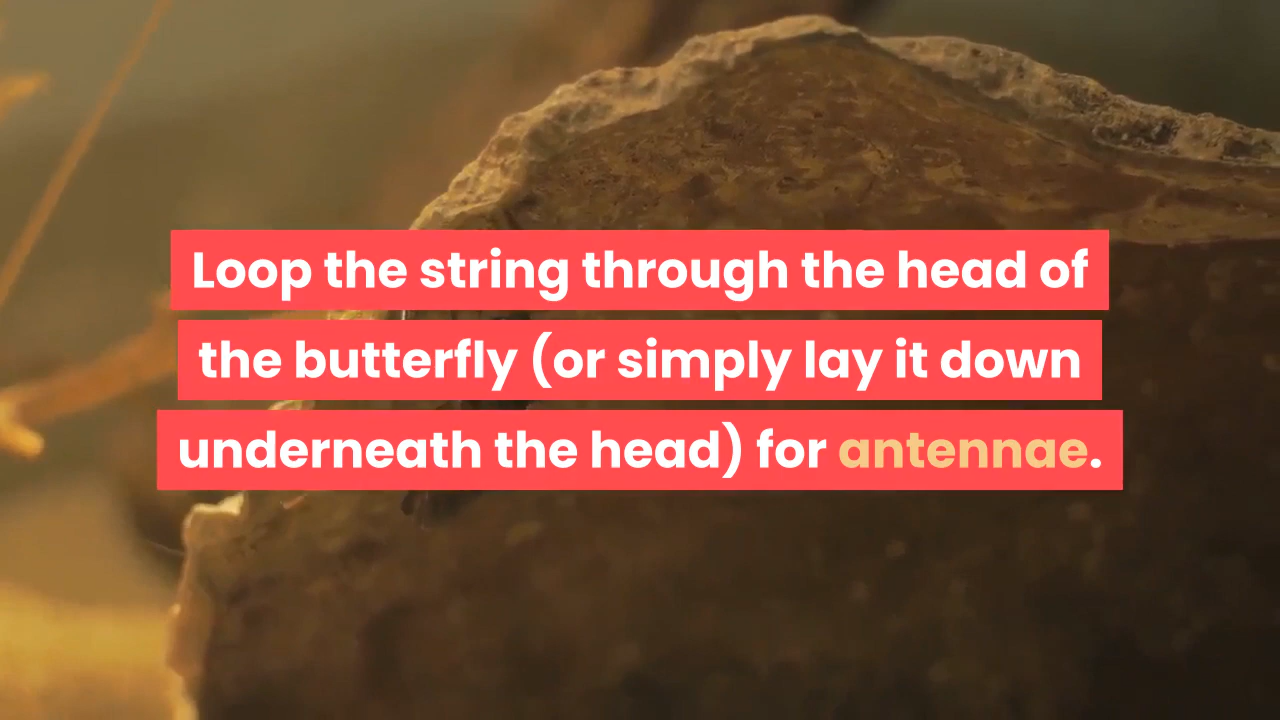 Loop the string through the head of
the butterfly (or simply lay it down
underneath the head) for antennae.